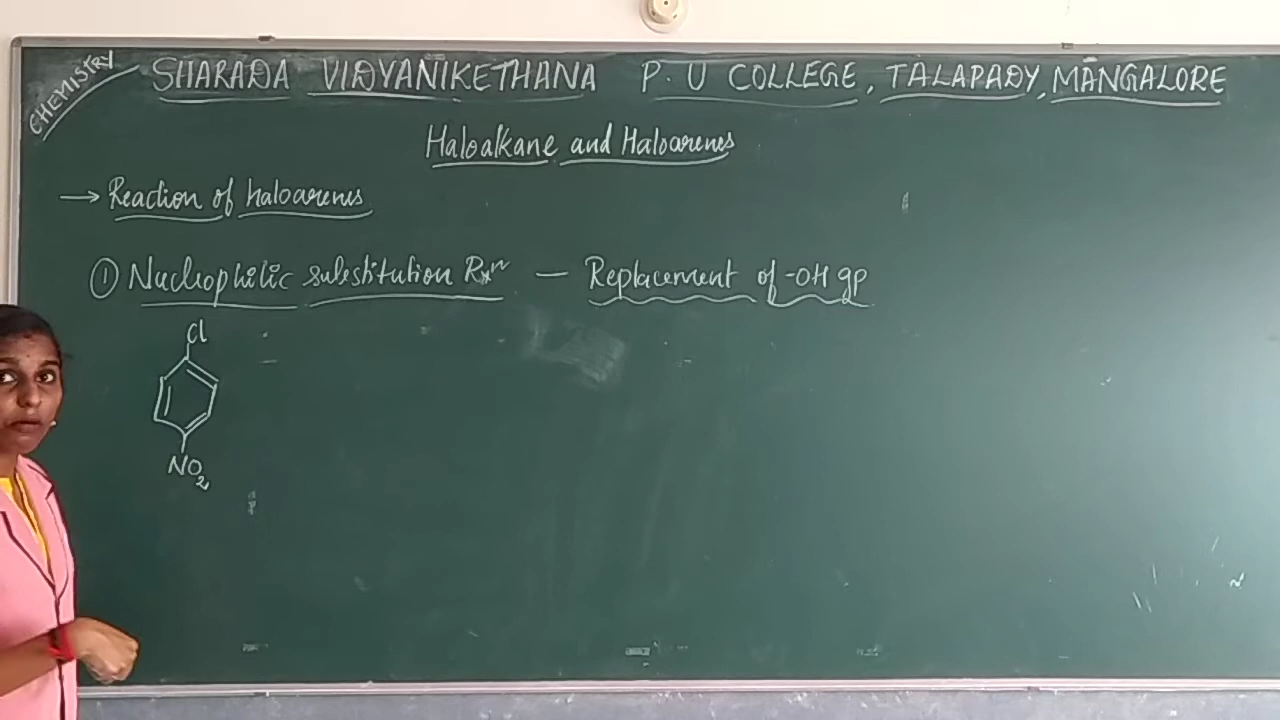 CHEMISTRY
SHARADA VIDYANIKETHANA P.U COLLEGE, TALAPADY, MANGALORE
Haloalkane and Haloarenes
→ Reaction of haloarenes
① Nucleophilic substitution Rxn — Replacement of -OH gp
Cl
NO₂